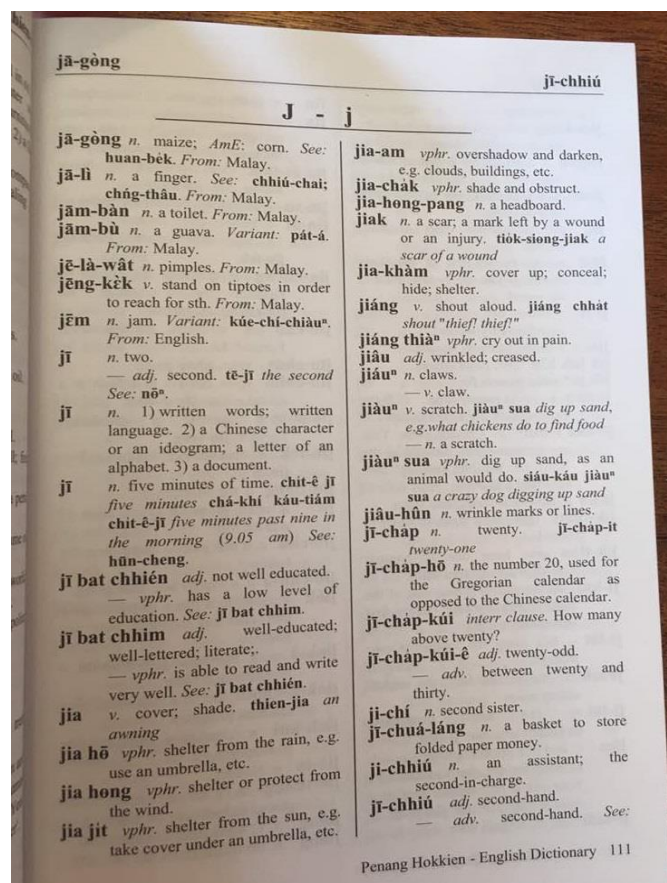 jā-gòng
jī-chhiú
J - j
jā-gòng n. maize; AmE: corn. See:
huan-be̍k. From: Malay.
jā-lì n. a finger. See: chhiú-chai;
chńg-thâu. From: Malay.
jām-bàn n. a toilet. From: Malay.
jām-bù n. a guava. Variant: pát-á.
From: Malay.
jē-là-wât n. pimples. From: Malay.
jēng-kɛ̀k v. stand on tiptoes in order
to reach for sth. From: Malay.
jɛ̄m n. jam. Variant: kúe-chí-chiàuⁿ.
From: English.
jī n. two.
— adj. second. tē-jī the second
See: nōⁿ.
jī n. 1) written words; written
language. 2) a Chinese character
or an ideogram; a letter of an
alphabet. 3) a document.
jī n. five minutes of time. chit-ê jī
five minutes chá-khí káu-tiám
chit-ê-jī five minutes past nine in
the morning (9.05 am) See:
hūn-cheng.
jī bat chhién adj. not well educated.
— vphr. has a low level of
education. See: jī bat chhim.
jī bat chhim adj. well-educated;
well-lettered; literate;.
— vphr. is able to read and write
very well. See: jī bat chhién.
jia v. cover; shade. thien-jia an
awning
jia hō vphr. shelter from the rain, e.g.
use an umbrella, etc.
jia hong vphr. shelter or protect from
the wind.
jia jit vphr. shelter from the sun, e.g.
take cover under an umbrella, etc.
jia-am vphr. overshadow and darken,
e.g. clouds, buildings, etc.
jia-cha̍k vphr. shade and obstruct.
jia-hong-pang n. a headboard.
jiak n. a scar; a mark left by a wound
or an injury. tio̍k-siong-jiak a
scar of a wound
jia-khàm vphr. cover up; conceal;
hide; shelter.
jiáng v. shout aloud. jiáng chha̍t
shout "thief! thief!"
jiáng thiàⁿ vphr. cry out in pain.
jiâu adj. wrinkled; creased.
jiáuⁿ n. claws.
— v. claw.
jiàuⁿ v. scratch. jiàuⁿ sua dig up sand,
e.g.what chickens do to find food
— n. a scratch.
jiàuⁿ sua vphr. dig up sand, as an
animal would do. siáu-káu jiàuⁿ
sua a crazy dog digging up sand
jiâu-hûn n. wrinkle marks or lines.
jī-cha̍p n. twenty. jī-cha̍p-it
twenty-one
jī-cha̍p-hō n. the number 20, used for
the Gregorian calendar as
opposed to the Chinese calendar.
jī-cha̍p-kúi interr clause. How many
above twenty?
jī-cha̍p-kúi-ê adj. twenty-odd.
— adv. between twenty and
thirty.
ji-chí n. second sister.
jī-chuá-láng n. a basket to store
folded paper money.
ji-chhiú n. an assistant; the
second-in-charge.
jī-chhiú adj. second-hand.
— adv. second-hand. See:
Penang Hokkien - English Dictionary 111